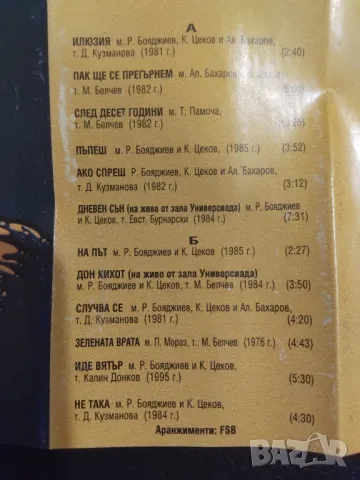 А
ИЛЮЗИЯ м. Р. Бояджиев, К. Цеков и Ал. Бахаров,
т. Д. Кузманова (1981 г.) (2:40)
ПАК ЩЕ СЕ ПРЕГЪРНЕМ м. Ал. Бахаров
т. М. Белчев (1982 г.)
СЛЕД ДЕСЕТ ГОДИНИ м. Т. Памоча,
т. М. Белчев (1982 г.)
ПЪПЕШ м. Р. Бояджиев и К. Цеков, (1985 г.) (3:52)
АКО СПРЕШ м. Р. Бояджиев, К. Цеков и Ал. Бахаров,
т. Д. Кузманова (1982 г.) (3:12)
ДНЕВЕН СЪН (на живо от зала Универсиада) м. Р. Бояджиев
и К. Цеков, т. Евст. Бурнарски (1984 г.) (7:31)
Б
НА ПЪТ м. Р. Бояджиев и К. Цеков (1985 г.) (2:27)
ДОН КИХОТ (на живо от зала Универсиада)
м. Р. Бояджиев и К. Цеков, т. М. Белчев (1984 г.) (3:50)
СЛУЧВА СЕ м. Р. Бояджиев, К. Цеков и Ал. Бахаров,
т. Д. Кузманова (1981 г.) (4:20)
ЗЕЛЕНАТА ВРАТА м. П. Мораз, т. М. Белчев (1976 г.) (4:43)
ИДЕ ВЯТЪР м. Р. Бояджиев и К. Цеков,
т. Калин Донков (1995 г.) (5:30)
НЕ ТАКА м. Р. Бояджиев и К. Цеков,
т. Д. Кузманова (1984 г.) (4:30)
Аранжименти: FSB
bazar